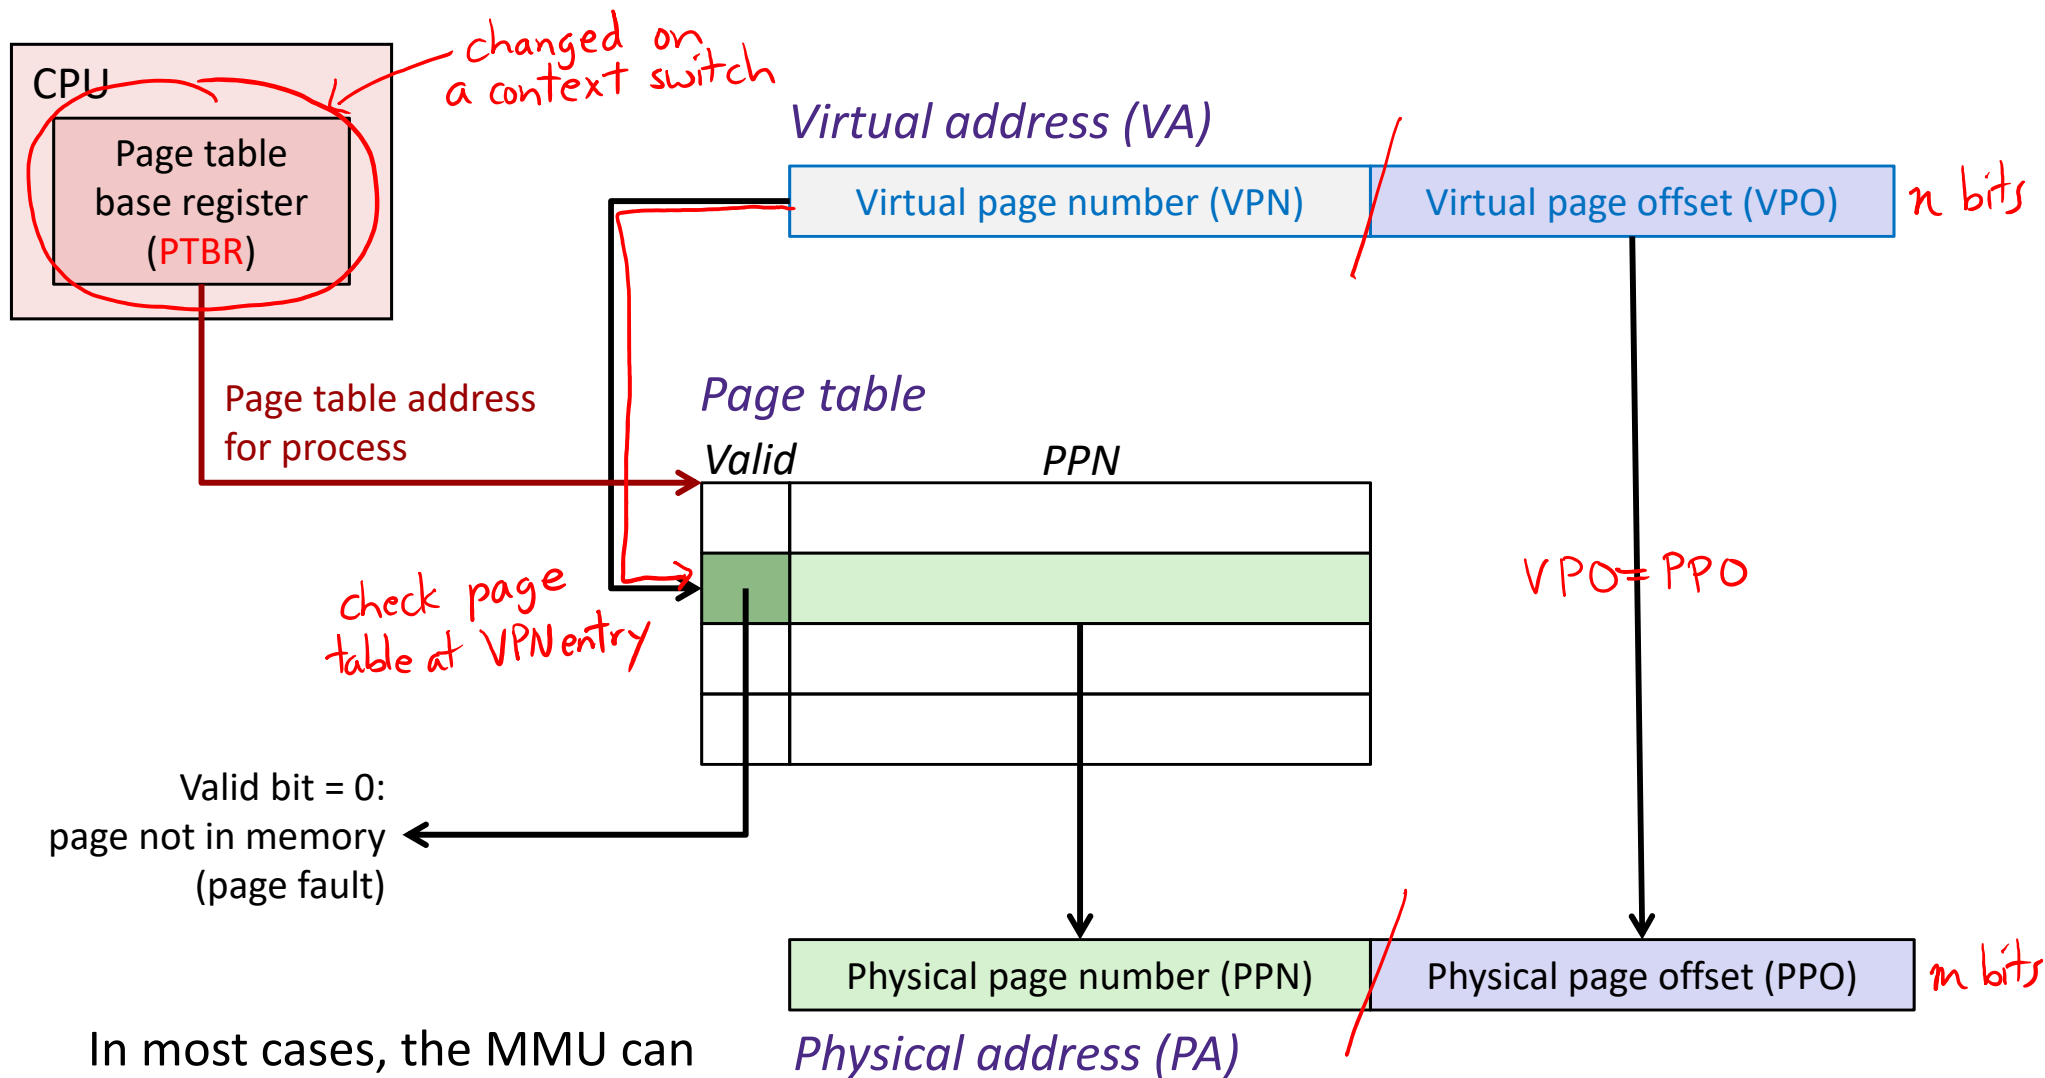 changed on
a context switch
CPU
Page table
base register
(PTBR)
Virtual address (VA)
Virtual page number (VPN)
Virtual page offset (VPO)
n bits
Page table address
for process
Page table
Valid
PPN
check page
table at VPN entry
VPO=PPO
Valid bit = 0:
page not in memory
(page fault)
Physical page number (PPN)
Physical page offset (PPO)
m bits
In most cases, the MMU can
Physical address (PA)